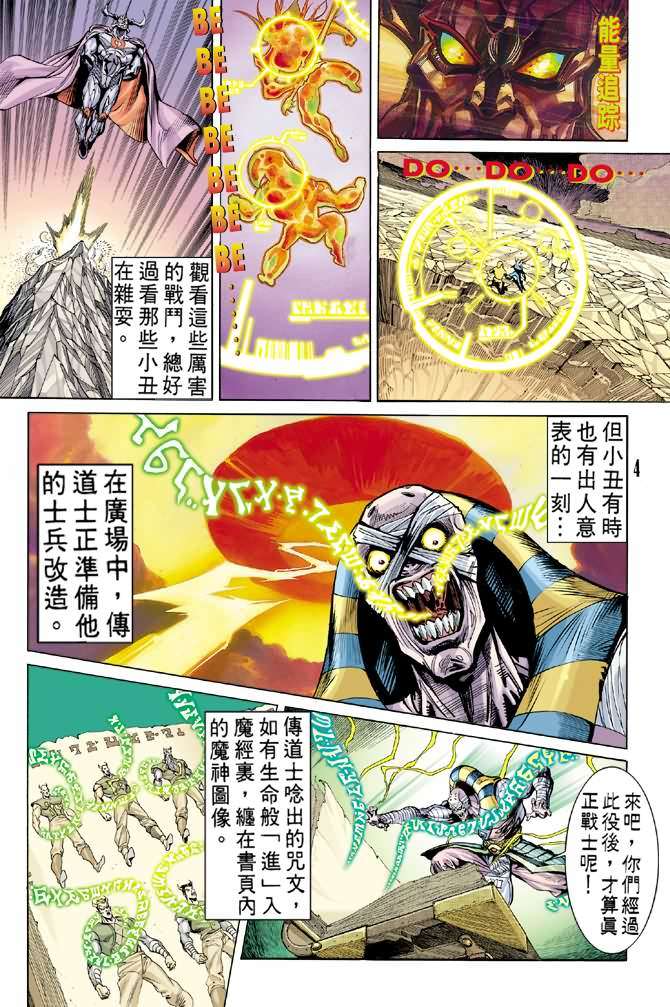 能量追踪
DO…DO…DO…
BE
BE
BE
BE
BE
BE
BE
BE……
觀看這些厲害
的戰鬥，總好
過看那些小丑
在雜耍。
4
但小丑有時
也有出人意
表的一刻…
在廣場中，傳
道士正準備他
的士兵改造。
來吧，你們經過
此役後，才算真
正戰士呢！
傳道士唸出的咒文，
如有生命般「進」入
魔經裏，纏在書頁內
的魔神圖像。